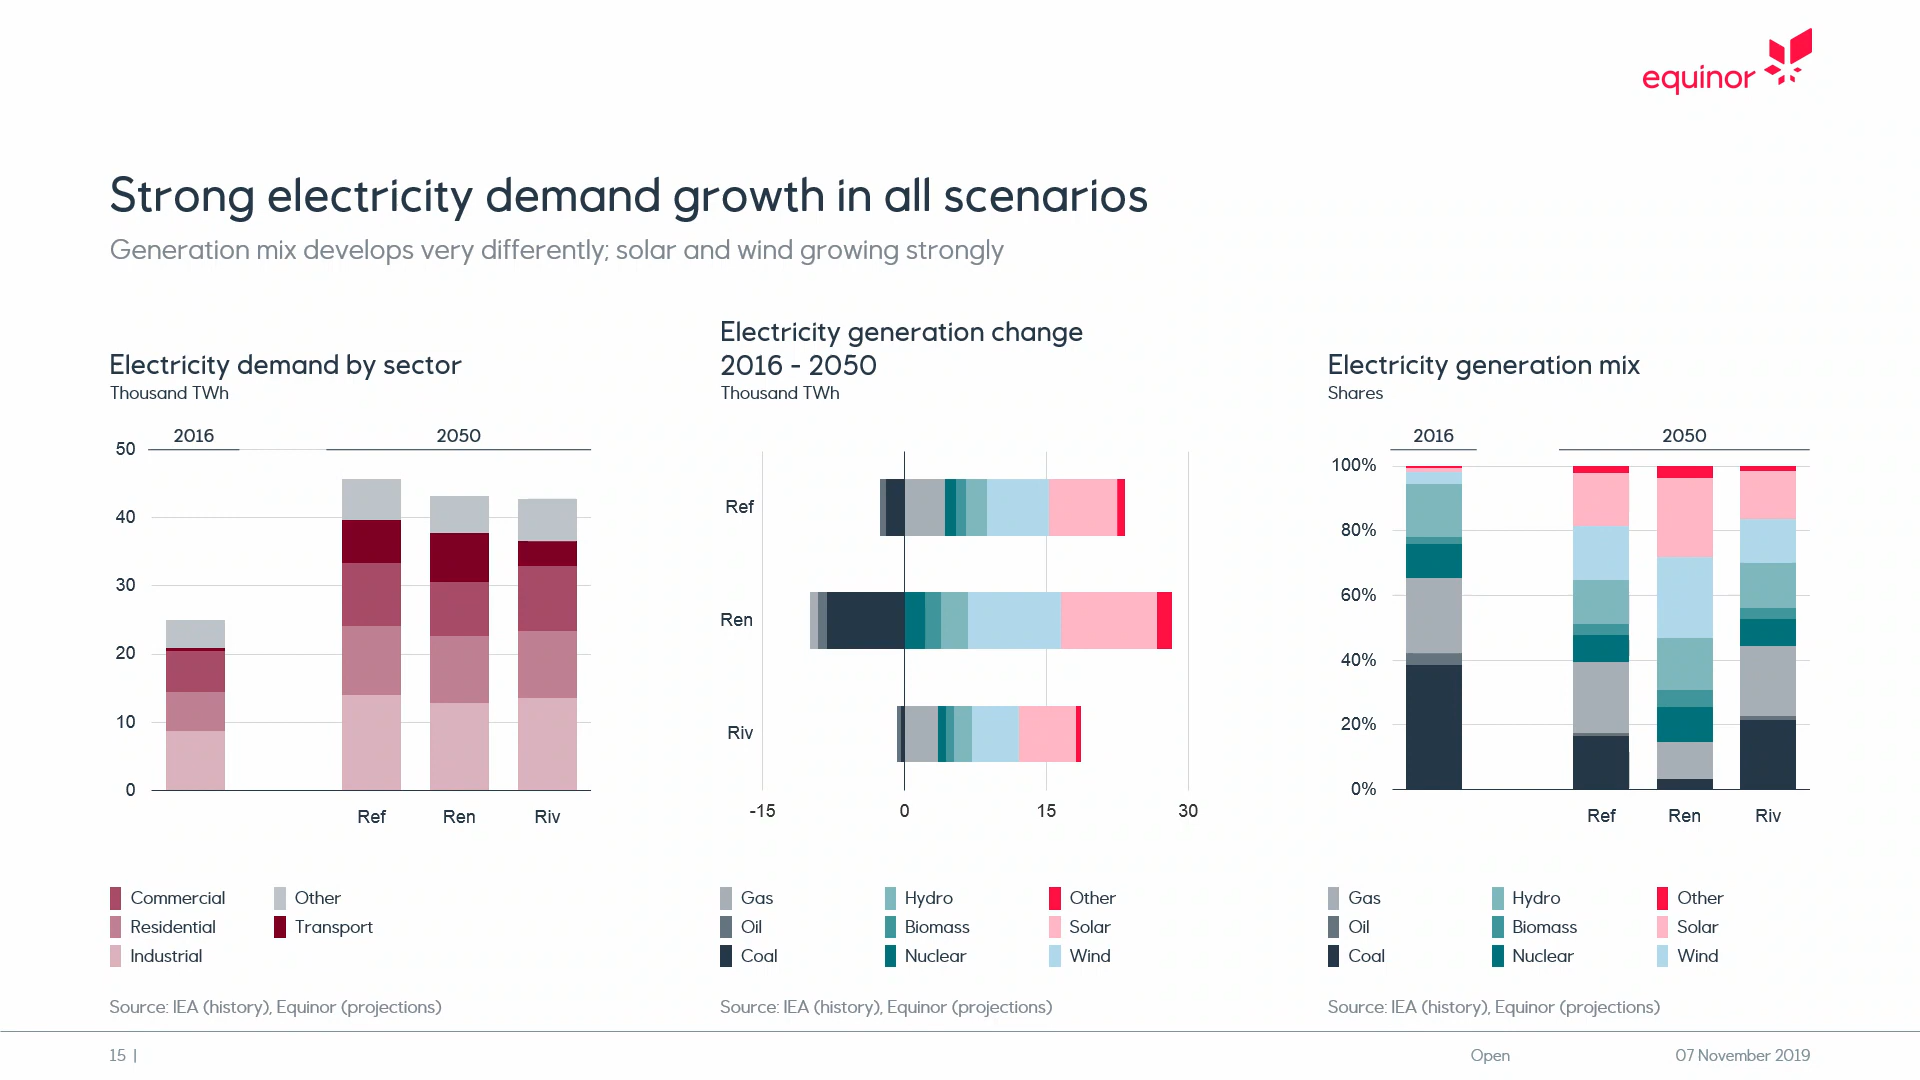 equinor
Strong electricity demand growth in all scenarios
Generation mix develops very differently; solar and wind growing strongly
Electricity demand by sector
Thousand TWh
2016
2050
50
40
30
20
10
0
Ref
Ren
Riv
Commercial
Other
Residential
Transport
Industrial
Source: IEA (history), Equinor (projections)
Electricity generation change
2016 - 2050
Thousand TWh
Ref
Ren
Riv
-15
0
15
30
Gas
Hydro
Other
Oil
Biomass
Solar
Coal
Nuclear
Wind
Source: IEA (history), Equinor (projections)
Electricity generation mix
Shares
2016
2050
100%
80%
60%
40%
20%
0%
Ref
Ren
Riv
Gas
Hydro
Other
Oil
Biomass
Solar
Coal
Nuclear
Wind
Source: IEA (history), Equinor (projections)
15 |
Open
07 November 2019